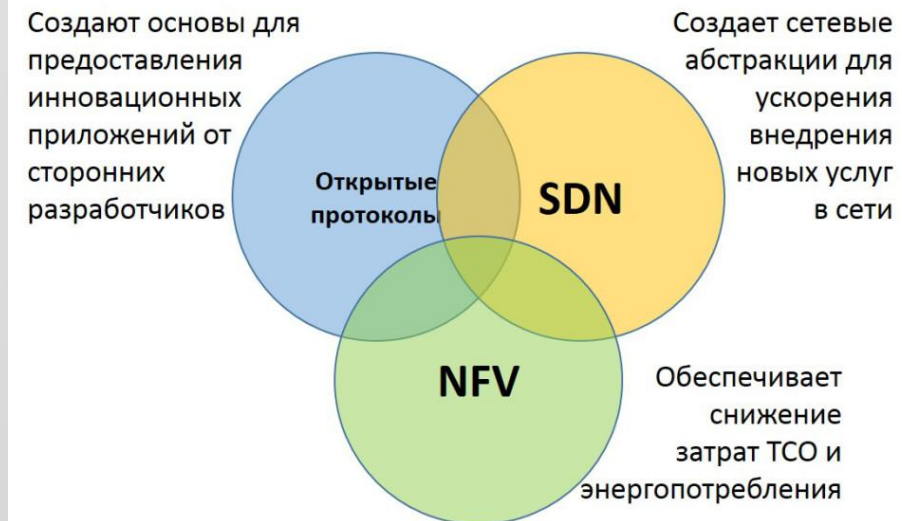 Создают основы для
предоставления
инновационных
приложений от
сторонних
разработчиков
Создает сетевые
абстракции для
ускорения
внедрения
новых услуг
в сети
Открытые
протоколы
SDN
NFV
Обеспечивает
снижение
затрат TCO и
энергопотребления